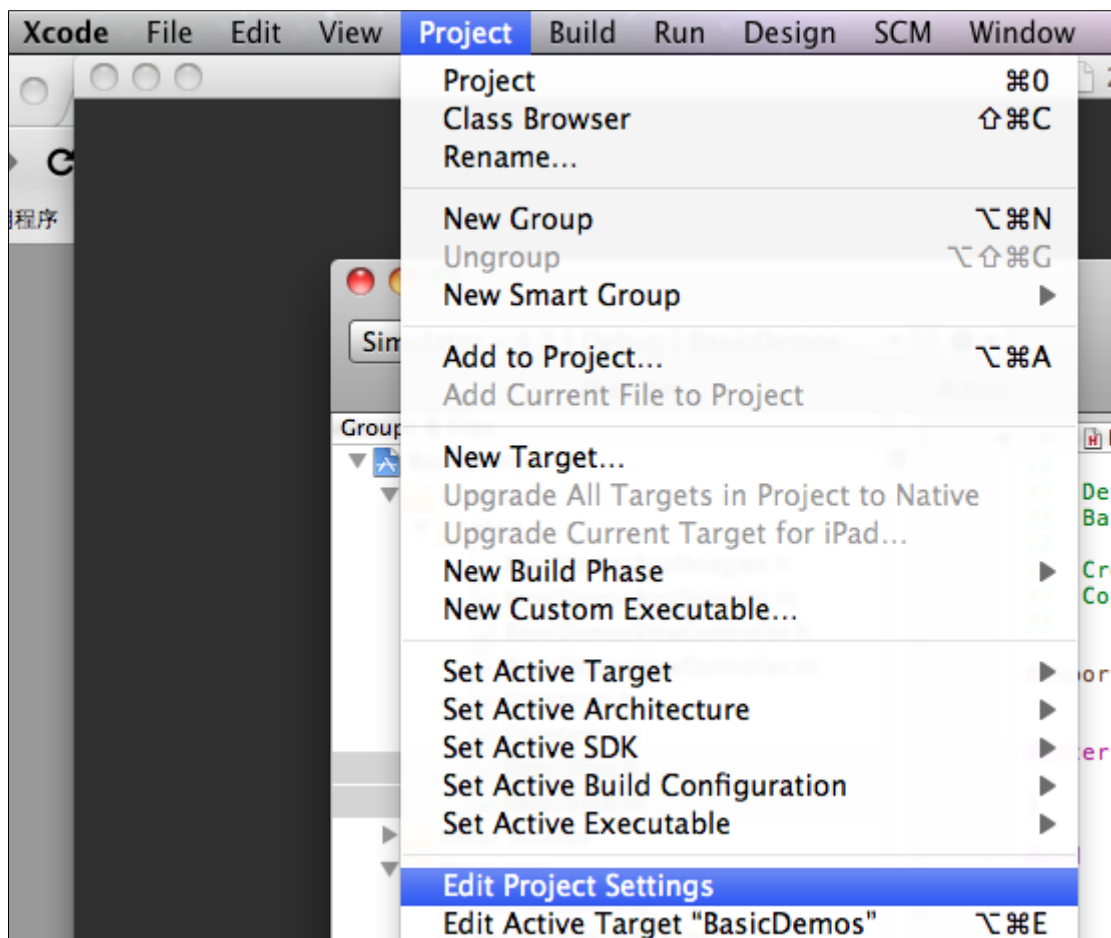 Xcode File Edit View Project Build Run Design SCM Window
Project ⌘0
Class Browser ⇧⌘C
Rename...
New Group ⌥⌘N
程序
Ungroup ⌥⇧⌘G
New Smart Group ▶
Sim
Add to Project... ⌥⌘A
Add Current File to Project
Group
New Target...
Upgrade All Targets in Project to Native
De
Upgrade Current Target for iPad...
Ba
New Build Phase ▶
Cre
New Custom Executable...
Co
Set Active Target ▶
por
Set Active Architecture ▶
Set Active SDK ▶
ter
Set Active Build Configuration ▶
Set Active Executable ▶
Edit Project Settings
Edit Active Target "BasicDemos" ⌥⌘E